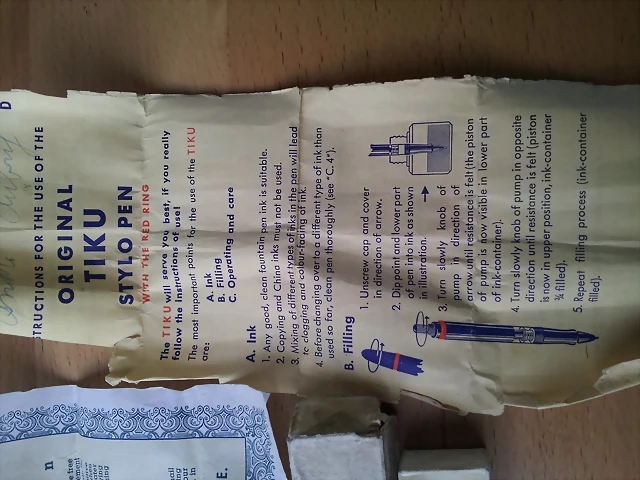 D
STRUCTIONS FOR THE USE OF THE
ORIGINAL
TIKU
STYLO PEN
WITH THE RED RING
The TIKU will serve you best, if you really
follow the instructions of use!
The most important points for the use of the TIKU
are:
A. Ink
B. Filling
C. Operating and care
A. Ink
1. Any good, clean fountain pen ink is suitable.
2. Copying and China inks must not be used.
3. Mixing of different types of inks in the pen will lead
to clogging and colour-fading of ink.
4. Before changing over to a different type of ink than
used so far, clean pen thoroughly (see "C. 4").
B. Filling
1. Unscrew cap and cover
in direction of arrow.
2. Dip point and lower part
of pen into ink as shown
in illustration.
3. Turn slowly knob of
pump in direction of
arrow until resistance is felt (the piston
of pump is now visible in lower part
of ink-container).
4. Turn slowly knob of pump in opposite
direction until resistance is felt (piston
is now in upper position, ink-container
¾ filled).
5. Repeat filling process (ink-container
filled).
n
E.